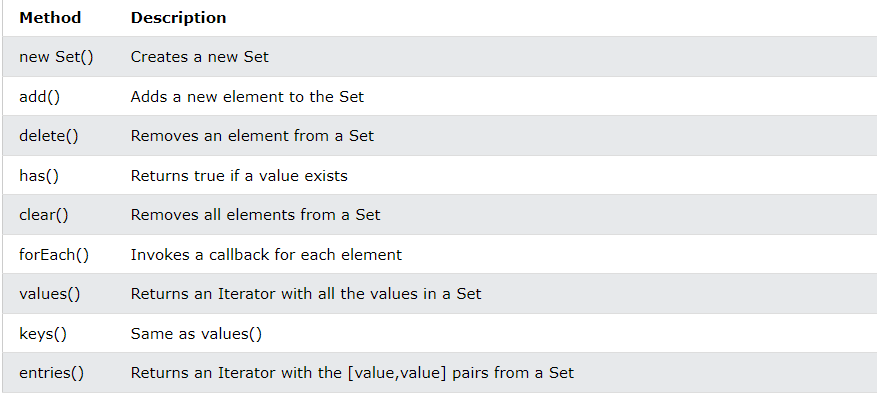 Method Description
new Set() Creates a new Set
add() Adds a new element to the Set
delete() Removes an element from a Set
has() Returns true if a value exists
clear() Removes all elements from a Set
forEach() Invokes a callback for each element
values() Returns an Iterator with all the values in a Set
keys() Same as values()
entries() Returns an Iterator with the [value,value] pairs from a Set